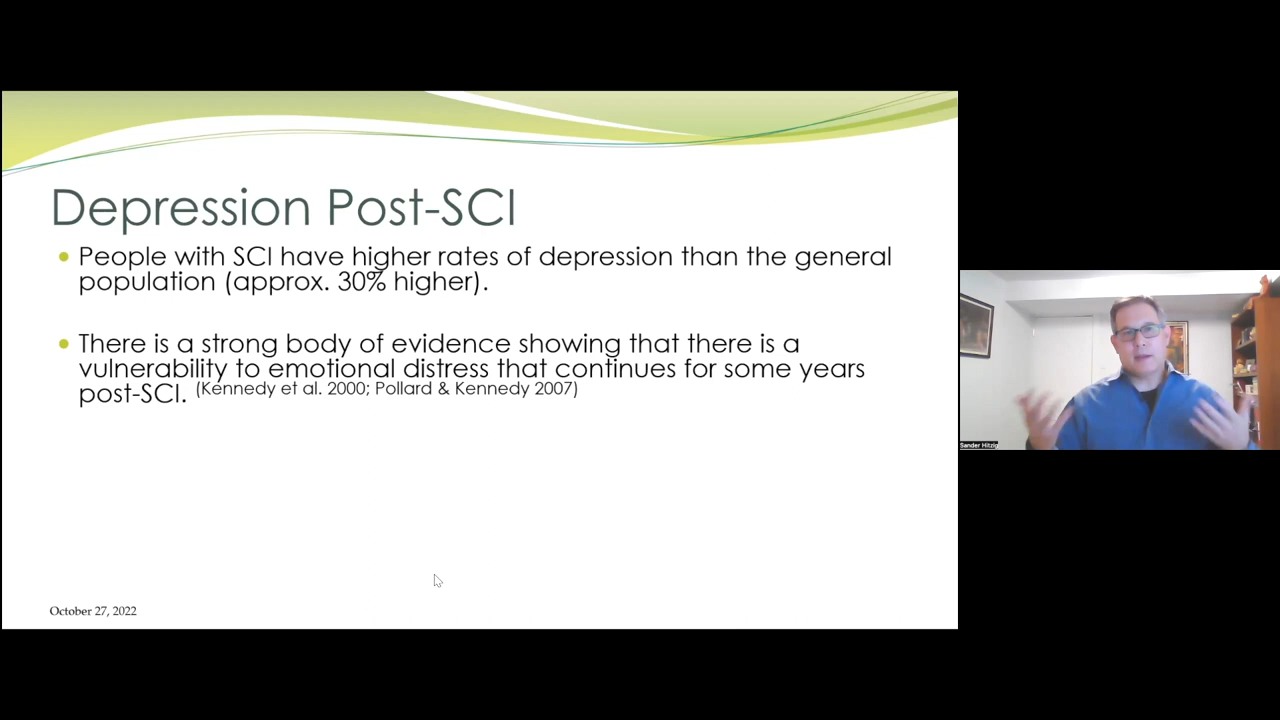 Depression Post-SCI
People with SCI have higher rates of depression than the general
population (approx. 30% higher).
There is a strong body of evidence showing that there is a
vulnerability to emotional distress that continues for some years
post-SCI. (Kennedy et al. 2000; Pollard & Kennedy 2007)
October 27, 2022
Sander Hitzig